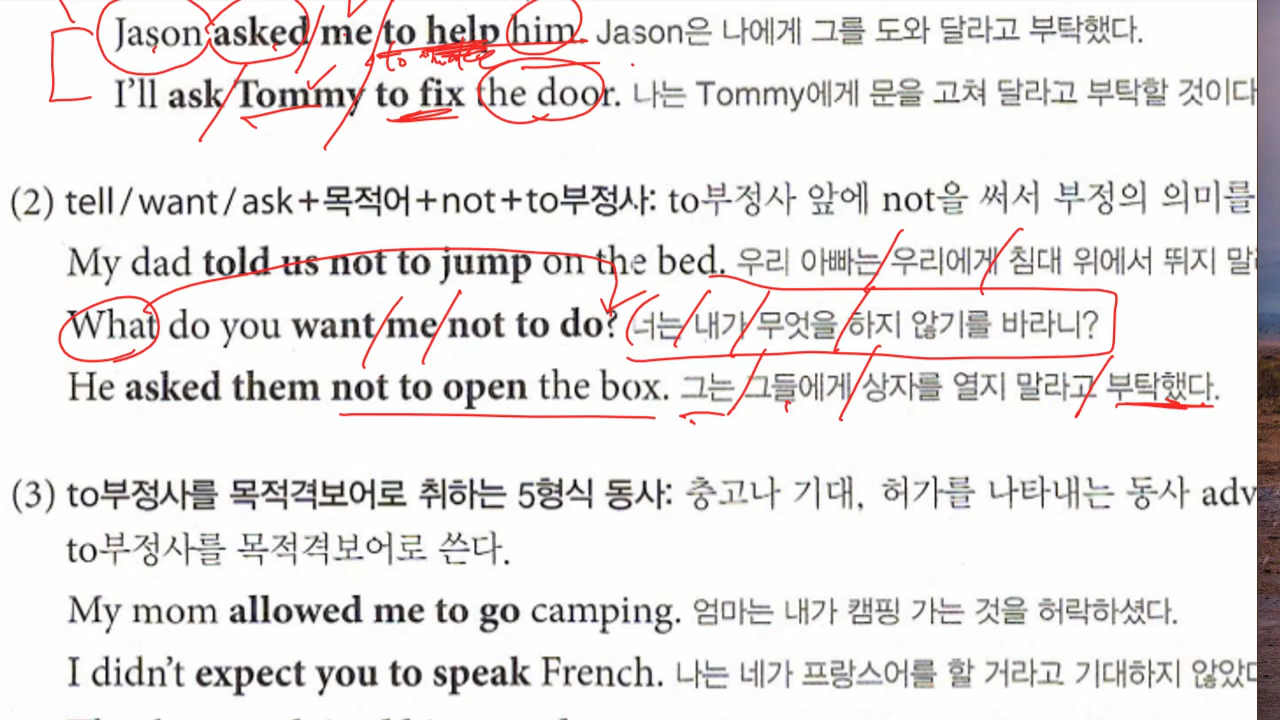 Jason asked me to help him. Jason은 나에게 그를 도와 달라고 부탁했다.
I'll ask Tommy to fix the door. 나는 Tommy에게 문을 고쳐 달라고 부탁할 것이다
(2) tell/want/ask+목적어+not+to부정사: to부정사 앞에 not을 써서 부정의 의미를
My dad told us not to jump on the bed. 우리 아빠는 우리에게 침대 위에서 뛰지 말
What do you want me not to do? 너는 내가 무엇을 하지 않기를 바라니?
He asked them not to open the box. 그는 그들에게 상자를 열지 말라고 부탁했다.
(3) to부정사를 목적격보어로 취하는 5형식 동사: 충고나 기대, 허가를 나타내는 동사 adv
to부정사를 목적격보어로 쓴다.
My mom allowed me to go camping. 엄마는 내가 캠핑 가는 것을 허락하셨다.
I didn't expect you to speak French. 나는 네가 프랑스어를 할 거라고 기대하지 않았